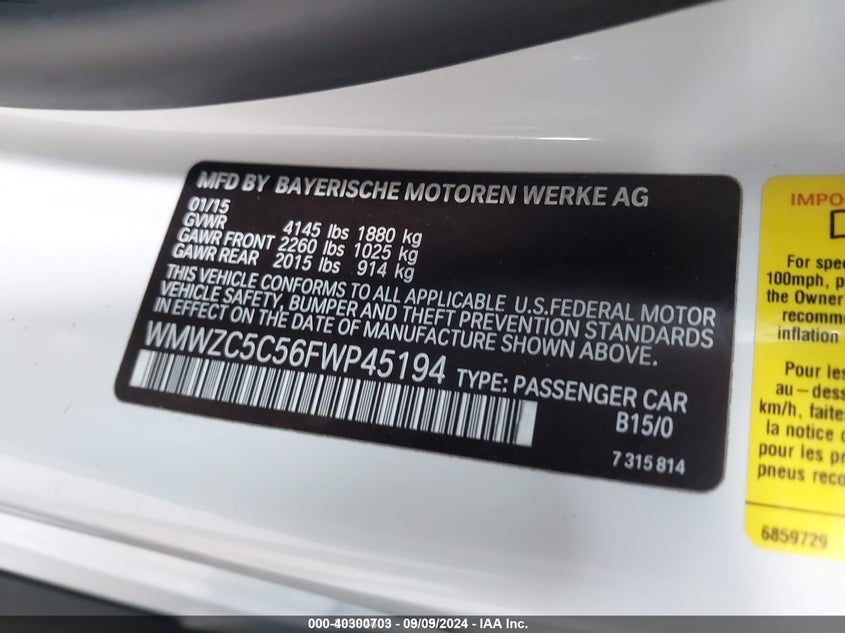 MFD BY BAYERISCHE MOTOREN WERKE AG
01/15
GVWR 4145 lbs 1880 kg
GAWR FRONT 2260 lbs 1025 kg
GAWR REAR 2015 lbs 914 kg
THIS VEHICLE CONFORMS TO ALL APPLICABLE U.S.FEDERAL MOTOR
VEHICLE SAFETY, BUMPER AND THEFT PREVENTION STANDARDS
IN EFFECT ON THE DATE OF MANUFACTURE SHOWN ABOVE.
WMWZC5C56FWP45194 TYPE: PASSENGER CAR
B15/0
7 315 814
For spee
100mph, p
the Owner
recomme
inflation
Pour les
au-dess
km/h, faite
la notice
pour les pr
pneus reco
6859729
000-40300703 - 09/09/2024 - IAA Inc.